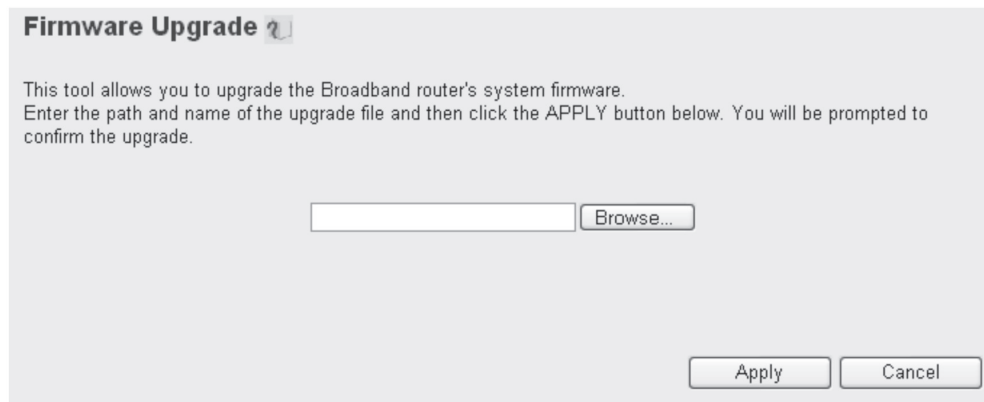 Firmware Upgrade
This tool allows you to upgrade the Broadband router's system firmware.
Enter the path and name of the upgrade file and then click the APPLY button below. You will be prompted to
confirm the upgrade.
Browse...
Apply Cancel